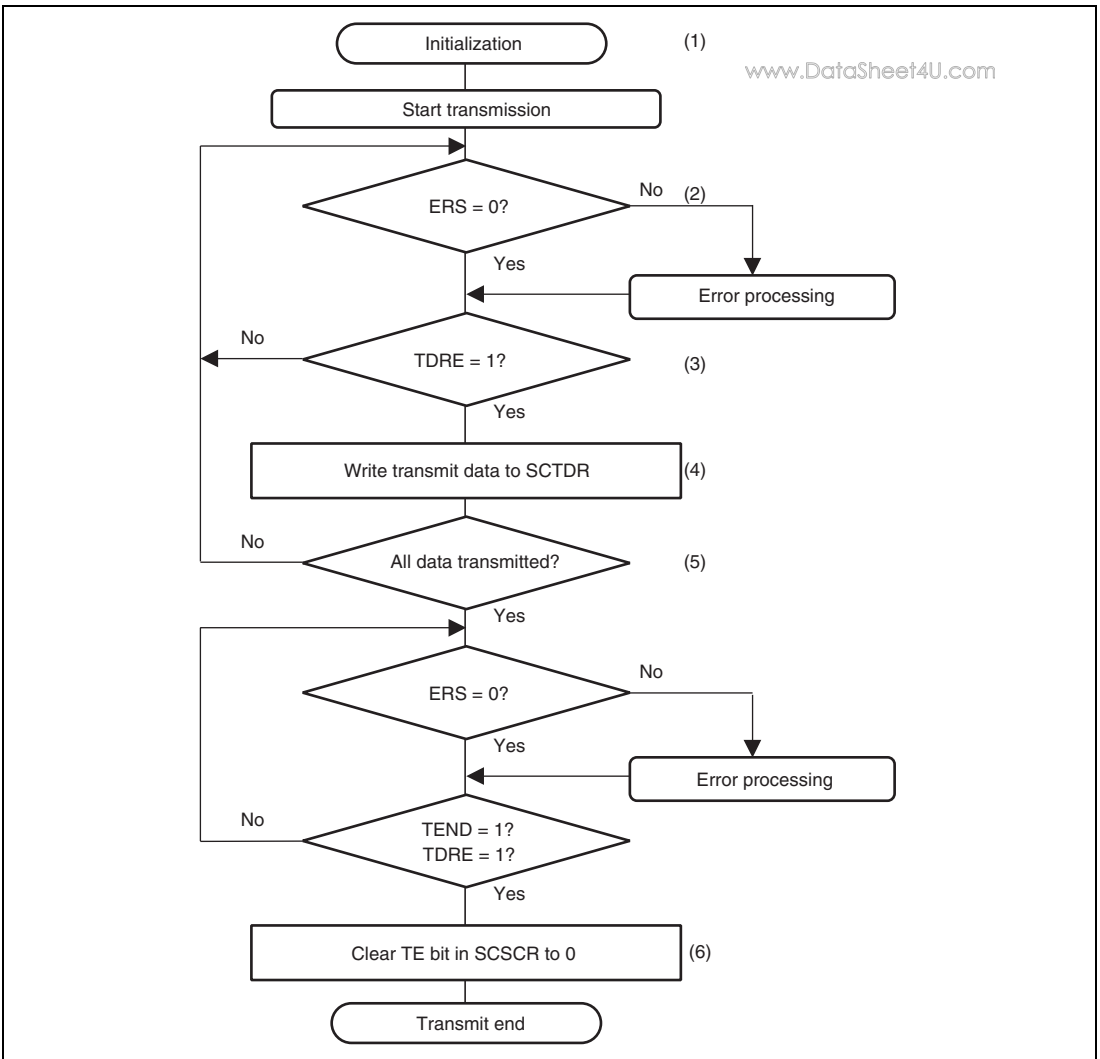 Initialization
(1)
www.DataSheet4U.com
Start transmission
ERS = 0?
No
(2)
Yes
Error processing
No
TDRE = 1?
(3)
Yes
Write transmit data to SCTDR
(4)
No
All data transmitted?
(5)
Yes
ERS = 0?
No
Yes
Error processing
No
TEND = 1?
TDRE = 1?
Yes
Clear TE bit in SCSCR to 0
(6)
Transmit end